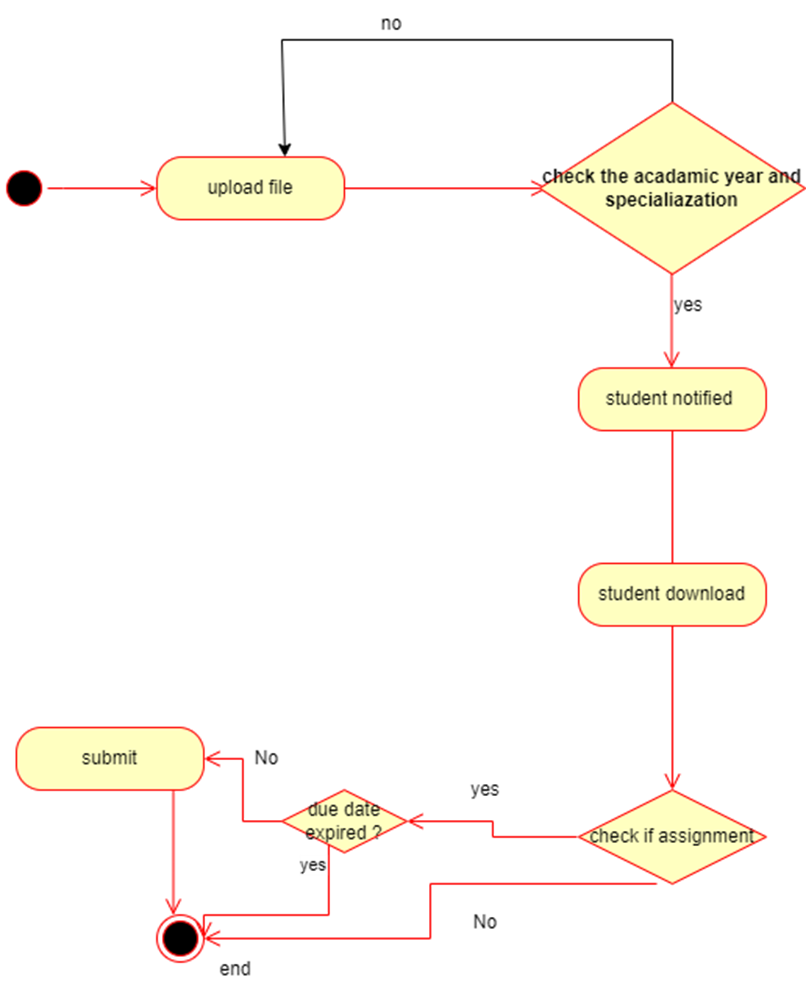 no
upload file
check the acadamic year and
specialiazation
yes
student notified
student download
submit
No
due date
expired ?
yes
yes
check if assignment
No
end